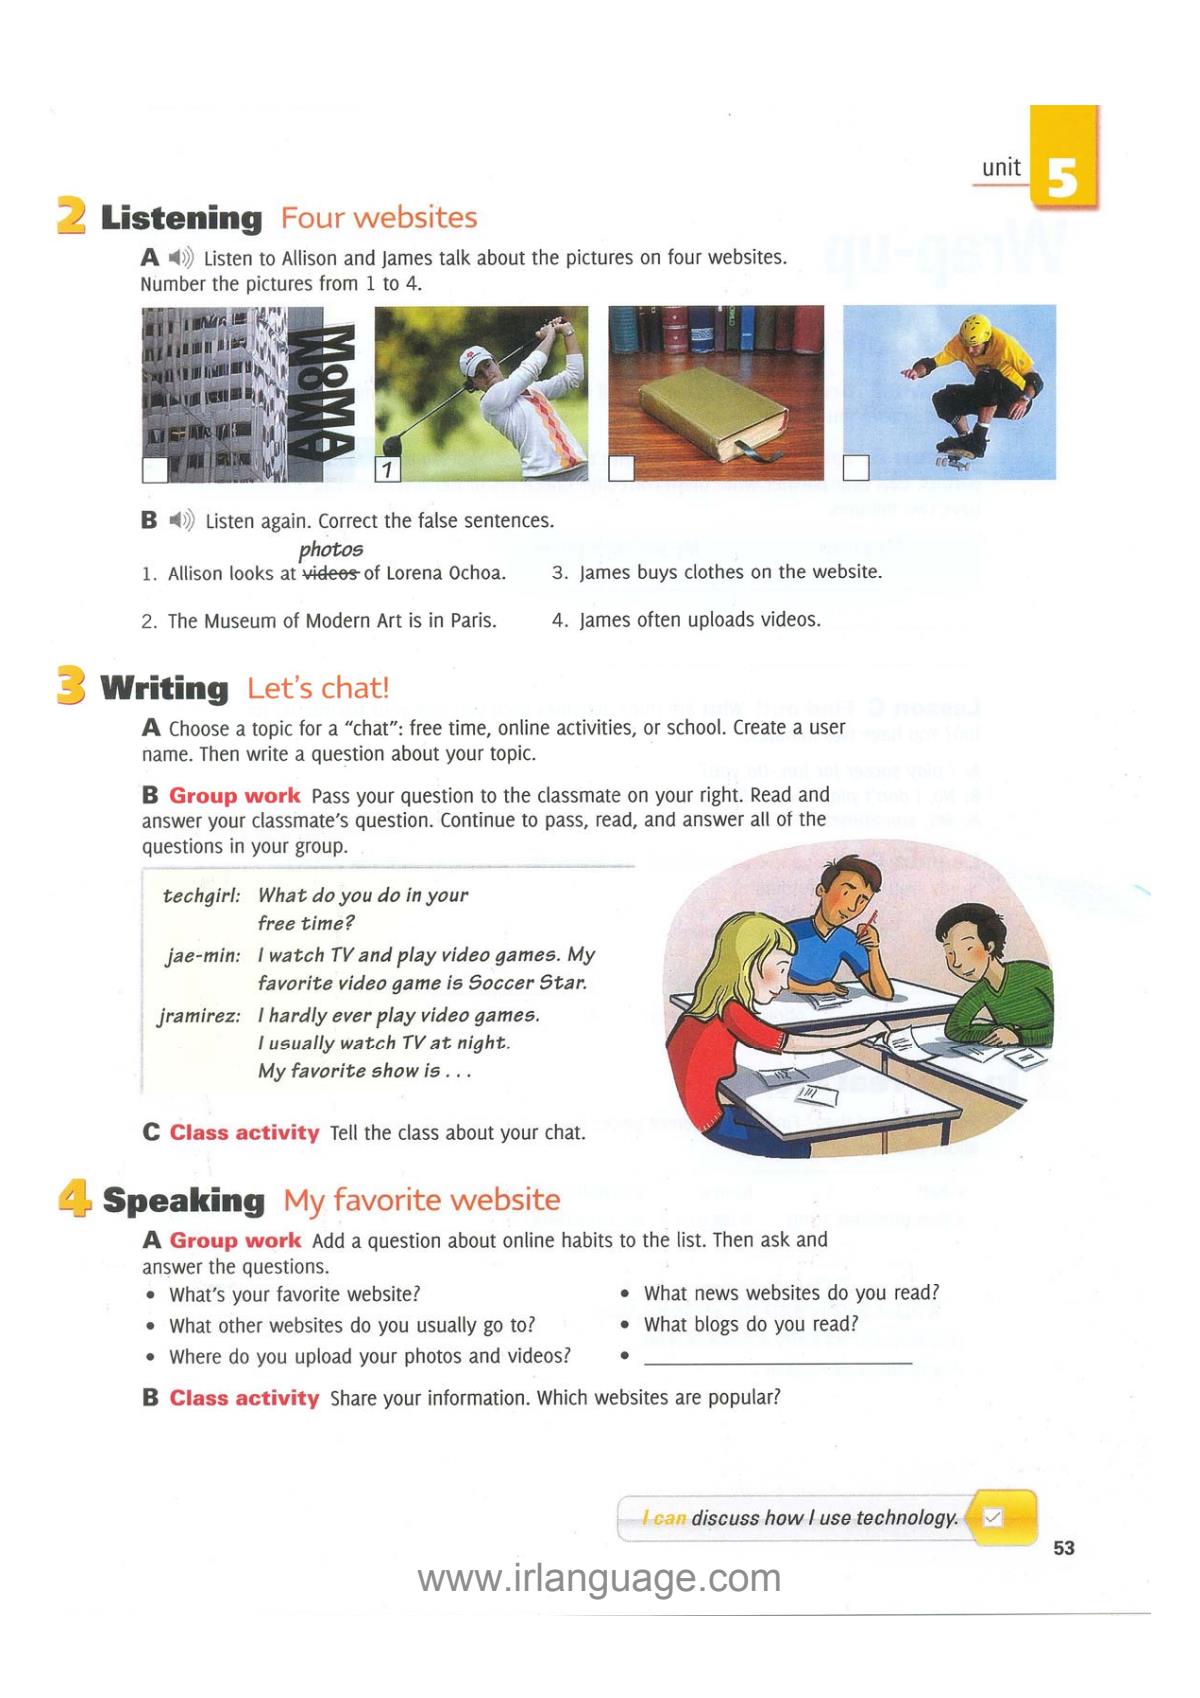 unit 5
2 Listening Four websites
A Listen to Allison and James talk about the pictures on four websites.
Number the pictures from 1 to 4.
MoMA
MoMA
1
B Listen again. Correct the false sentences.
photos
1. Allison looks at videos of Lorena Ochoa.
3. James buys clothes on the website.
2. The Museum of Modern Art is in Paris.
4. James often uploads videos.
3 Writing Let's chat!
A Choose a topic for a “chat”: free time, online activities, or school. Create a user
name. Then write a question about your topic.
B Group work Pass your question to the classmate on your right. Read and
answer your classmate's question. Continue to pass, read, and answer all of the
questions in your group.
techgirl: What do you do in your
free time?
jae-min: I watch TV and play video games. My
favorite video game is Soccer Star.
jramirez: I hardly ever play video games.
I usually watch TV at night.
My favorite show is . . .
C Class activity Tell the class about your chat.
4 Speaking My favorite website
A Group work Add a question about online habits to the list. Then ask and
answer the questions.
• What's your favorite website?
• What other websites do you usually go to?
• Where do you upload your photos and videos?
• What news websites do you read?
• What blogs do you read?
•
B Class activity Share your information. Which websites are popular?
I can discuss how I use technology.
53
www.irlanguage.com